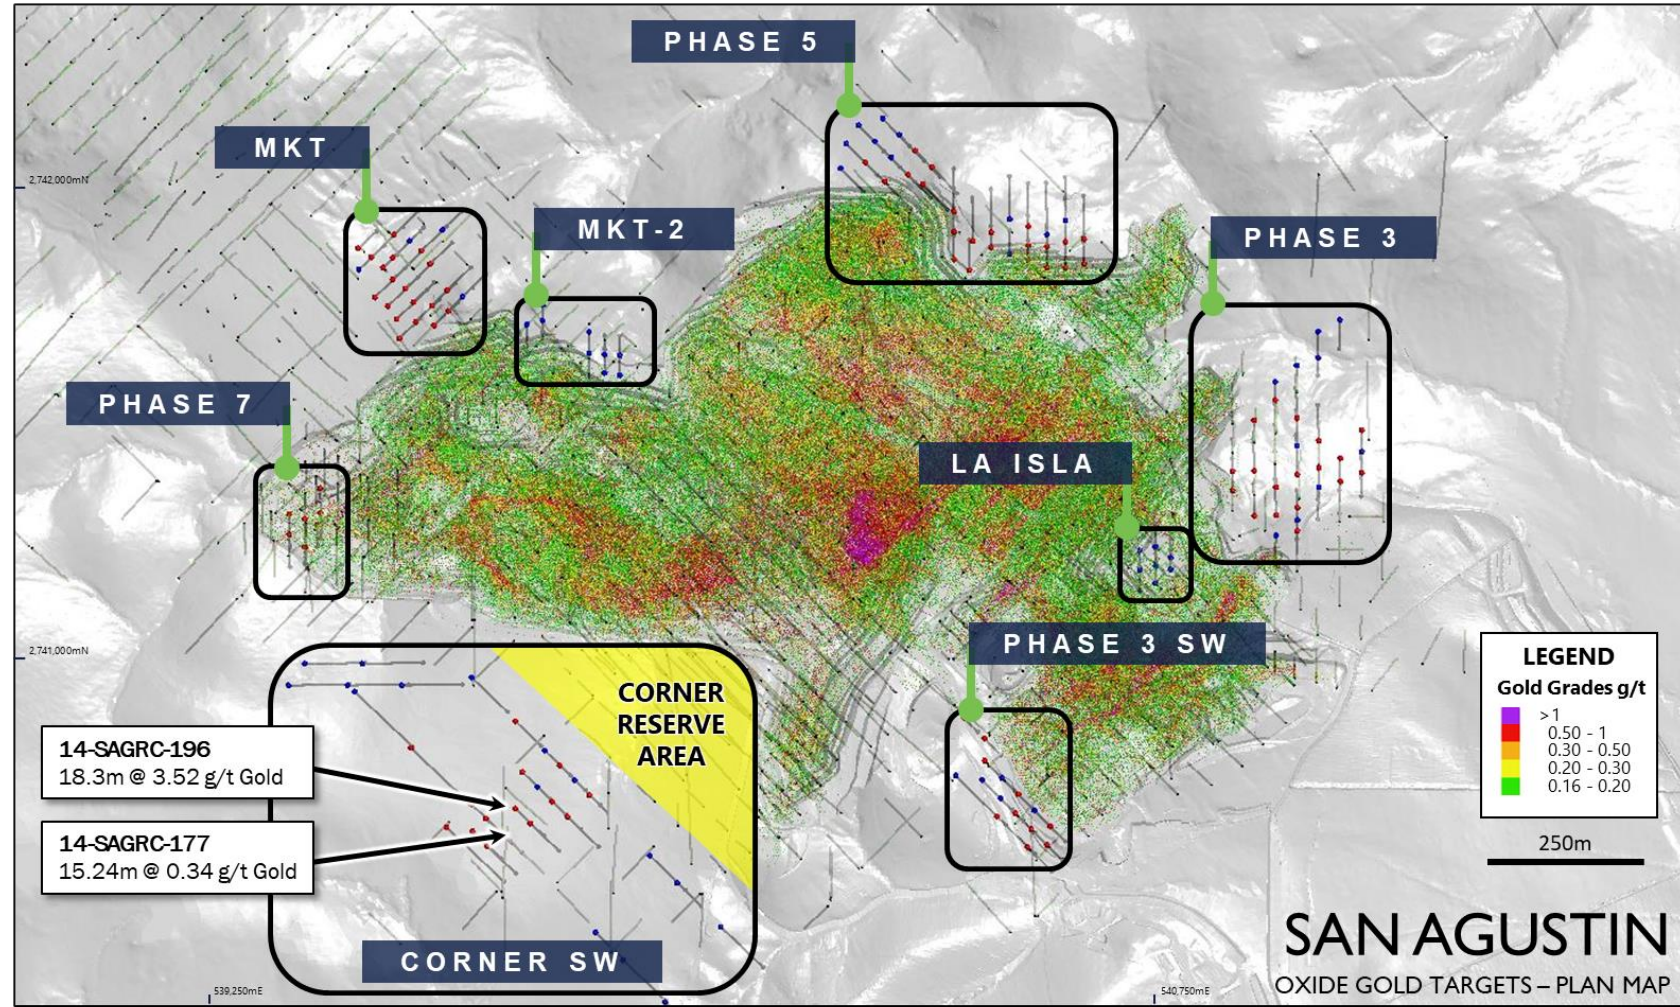 PHASE 5
MKT
2,742,000mN
MKT-2
PHASE 3
PHASE 7
LA ISLA
PHASE 3 SW
2,741,000mN
CORNER
RESERVE
AREA
14-SAGRC-196
18.3m @ 3.52 g/t Gold
14-SAGRC-177
15.24m @ 0.34 g/t Gold
CORNER SW
LEGEND
Gold Grades g/t
>1
0.50 - 1
0.30 - 0.50
0.20 - 0.30
0.16 - 0.20
250m
SAN AGUSTIN
OXIDE GOLD TARGETS – PLAN MAP
539,250mE
540,750mE